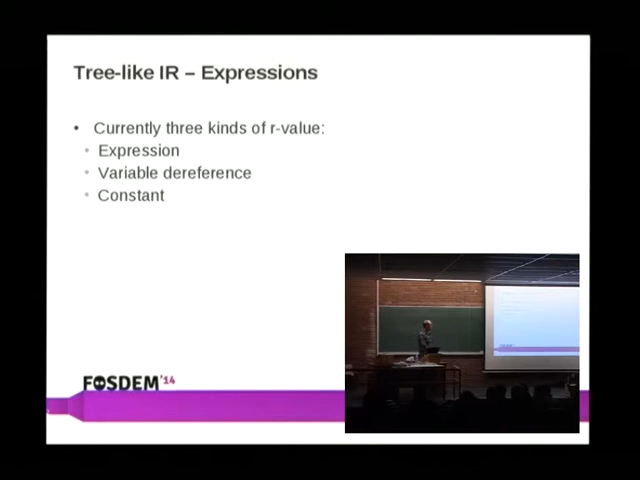 Tree-like IR – Expressions
• Currently three kinds of r-value:
• Expression
• Variable dereference
• Constant
FOSDEM'14